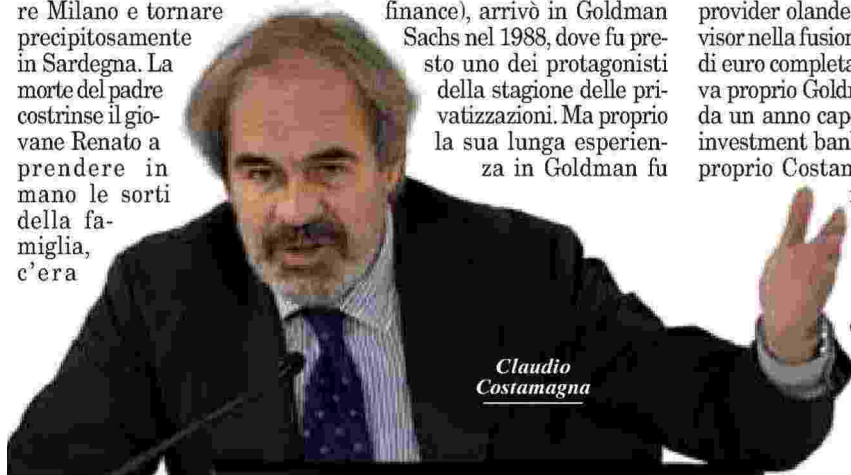 re Milano e tornare
precipitosamente
in Sardegna. La
morte del padre
costrinse il gio-
vane Renato a
prendere in
mano le sorti
della fa-
miglia,
c'era
finance), arrivò in Goldman
Sachs nel 1988, dove fu pre-
sto uno dei protagonisti
della stagione delle pri-
vatizzazioni. Ma proprio
la sua lunga esperien-
za in Goldman fu
provider olande
visor nella fusion
di euro completa
va proprio Goldm
da un anno cap
investment bank
proprio Costam
Claudio
Costamagna